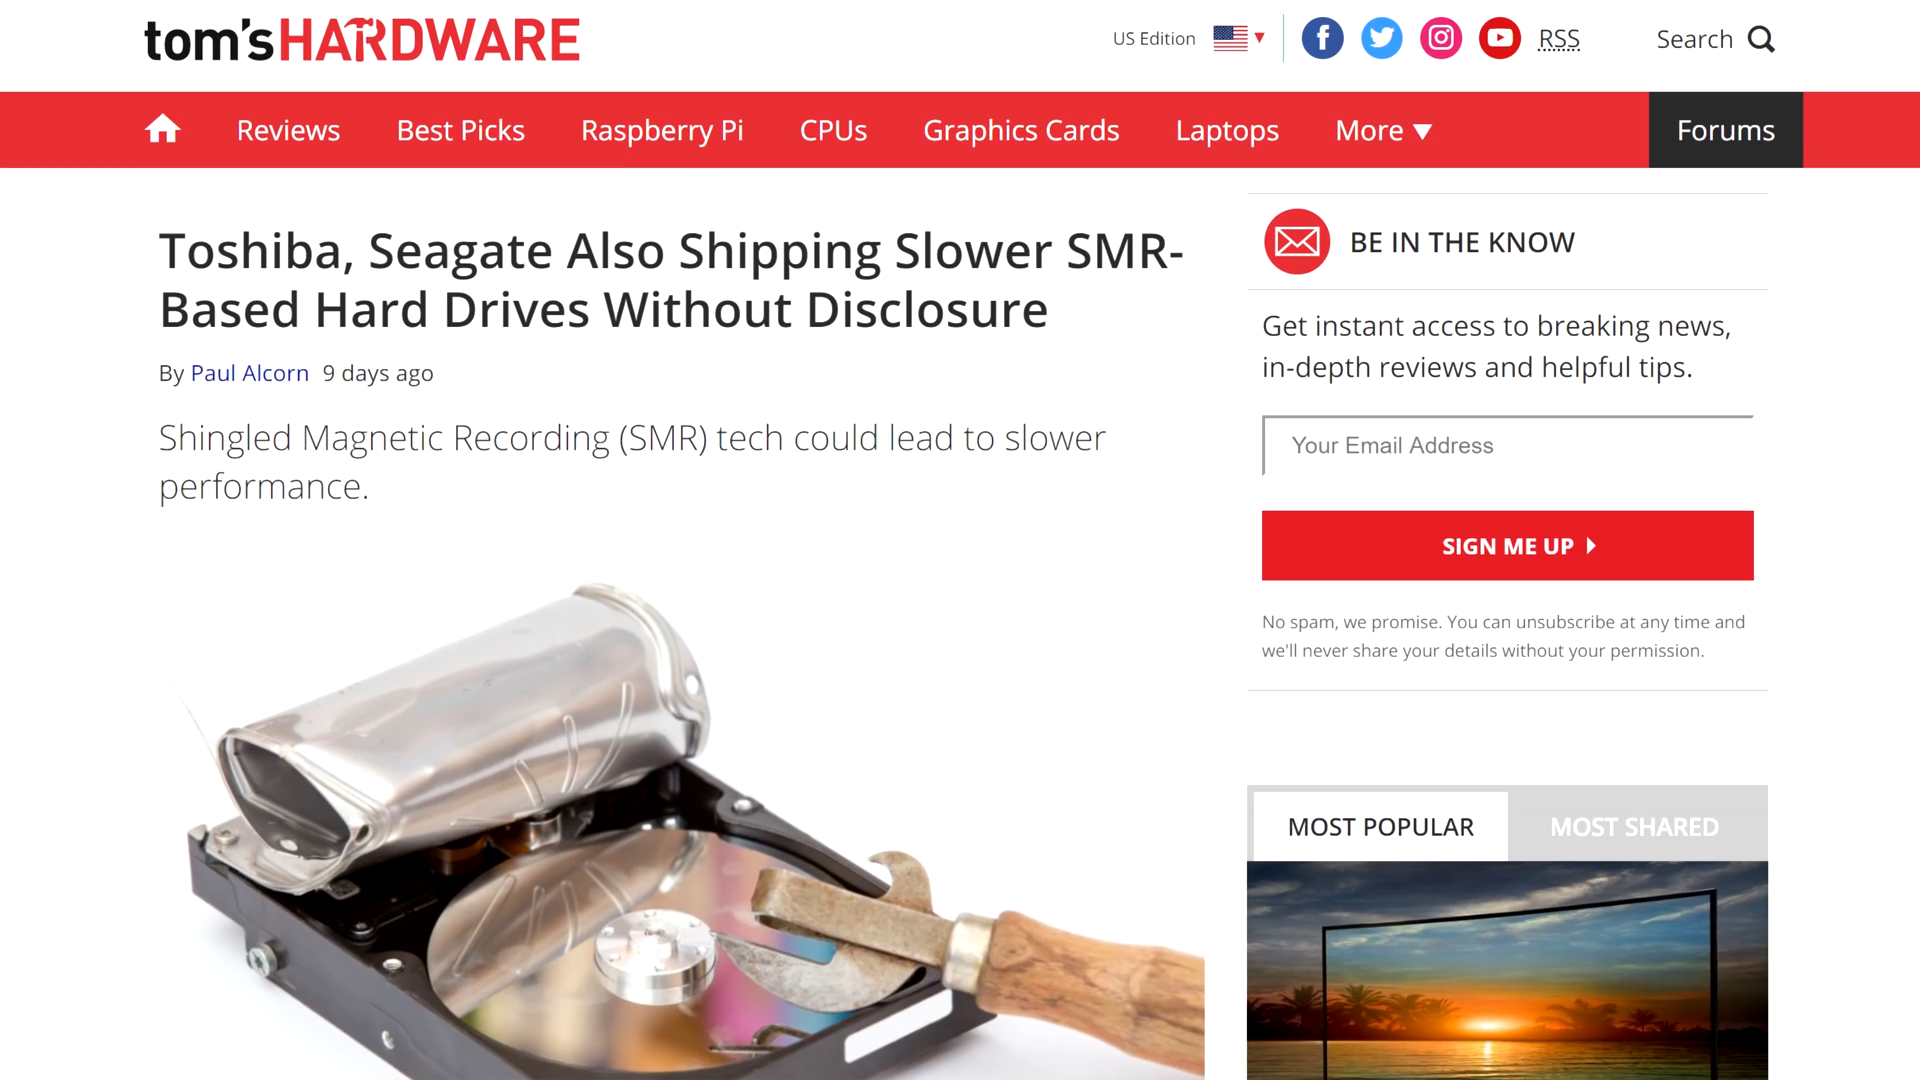 tom'sHARDWARE
US Edition
RSS
Search
Reviews
Best Picks
Raspberry Pi
CPUs
Graphics Cards
Laptops
More
Forums
Toshiba, Seagate Also Shipping Slower SMR-
Based Hard Drives Without Disclosure
By Paul Alcorn 9 days ago
Shingled Magnetic Recording (SMR) tech could lead to slower
performance.
BE IN THE KNOW
Get instant access to breaking news,
in-depth reviews and helpful tips.
Your Email Address
SIGN ME UP
No spam, we promise. You can unsubscribe at any time and
we'll never share your details without your permission.
MOST POPULAR
MOST SHARED